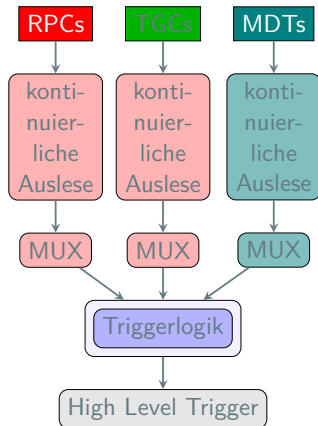 RPCs TGCs MDTs
konti- konti- konti-
nuier- nuier- nuier-
liche liche liche
Auslese Auslese Auslese
MUX MUX MUX
Triggerlogik
High Level Trigger